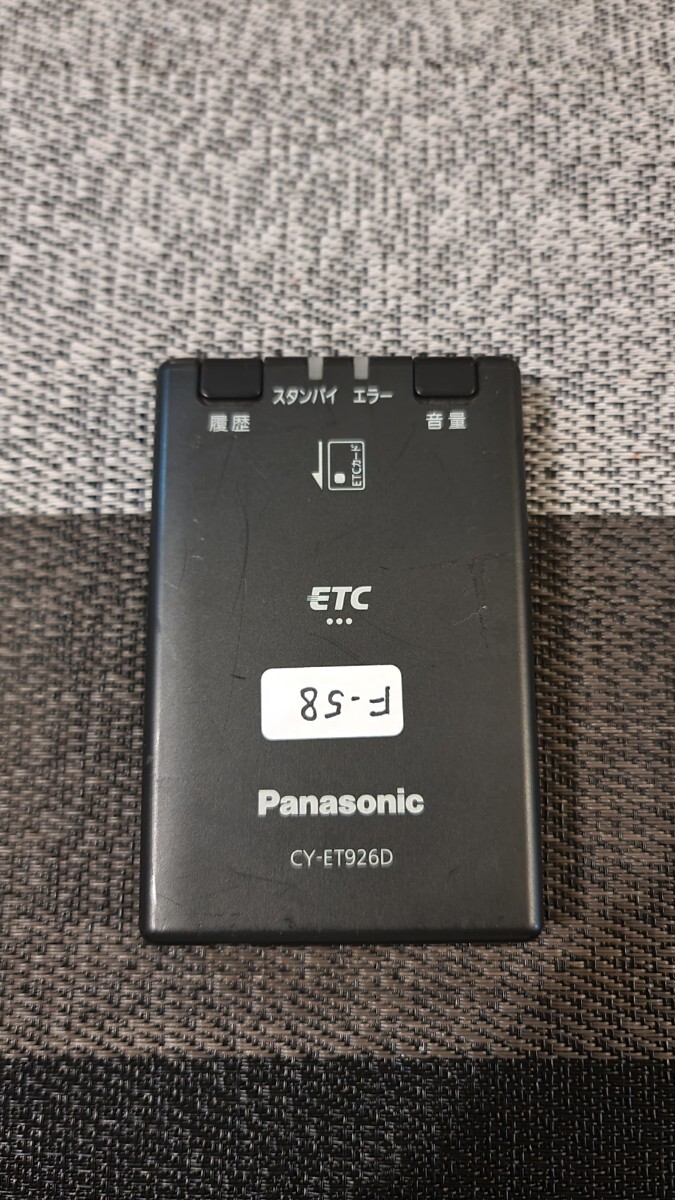 スタンバイ エラー
履歴 音量
ETCカード
ETC
F-58
Panasonic
CY-ET926D